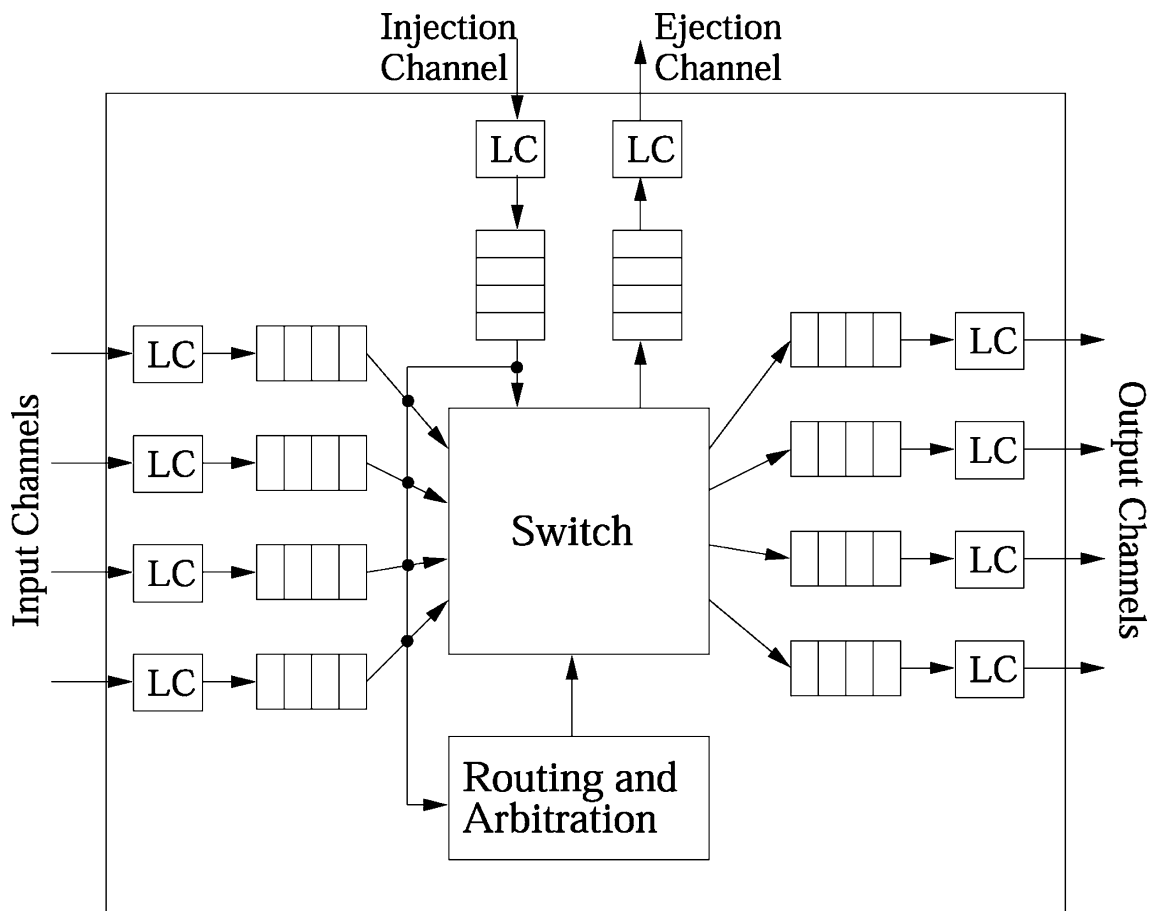 Injection
Channel
Ejection
Channel
LC
LC
LC
LC
LC
LC
Input Channels
Switch
LC
LC
LC
LC
Output Channels
Routing and
Arbitration